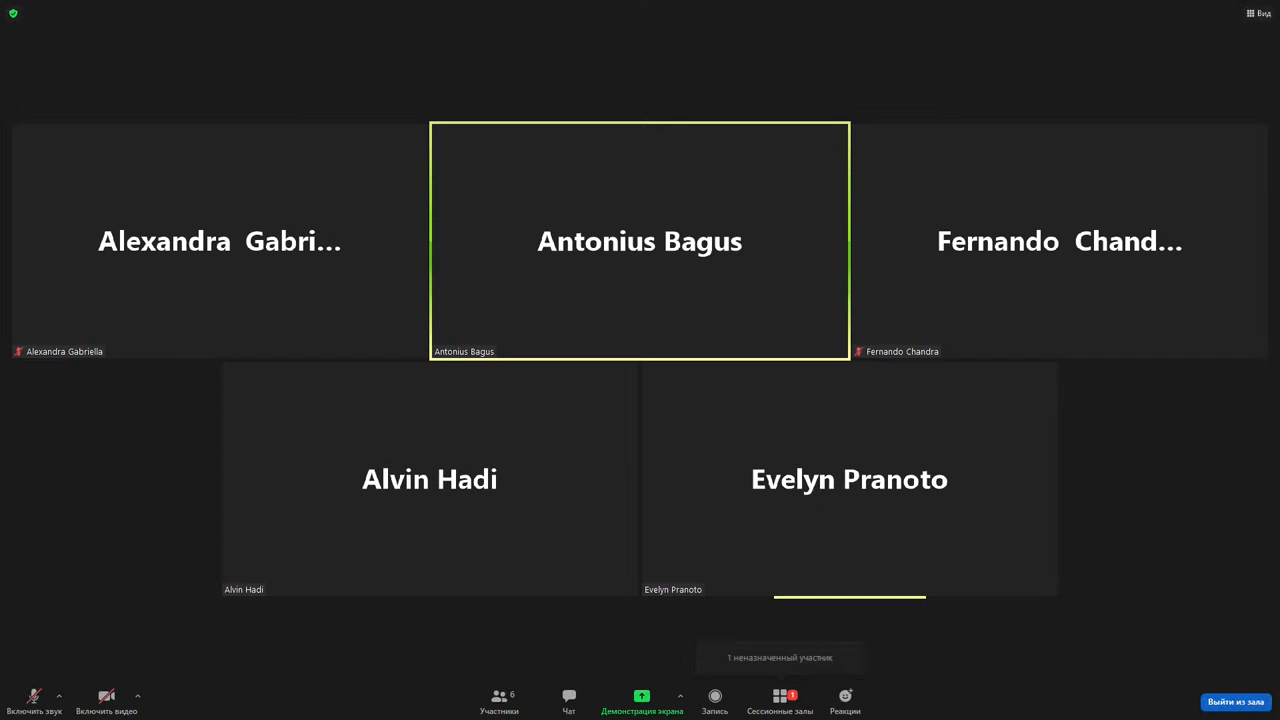 Вид
Alexandra Gabri...
Antonius Bagus
Fernando Chand...
Alexandra Gabriella
Antonius Bagus
Fernando Chandra
Alvin Hadi
Evelyn Pranoto
Alvin Hadi
Evelyn Pranoto
1 неназначенный участник
6
1
Включить звук
Включить видео
Участники
Чат
Демонстрация экрана
Запись
Сессионные залы
Реакции
Выйти из зала